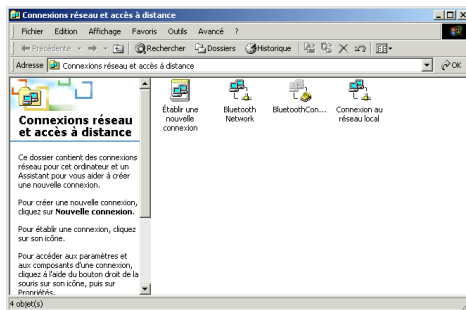 Connexions réseau et accès à distance
Fichier Edition Affichage Favoris Outils Avancé ?
Précédente Rechercher Dossiers Historique
Adresse Connexions réseau et accès à distance OK
Connexions réseau
et accès à distance
Ce dossier contient des connexions
réseau pour cet ordinateur et un
Assistant pour vous aider à créer
une nouvelle connexion.
Pour créer une nouvelle connexion,
cliquez sur Nouvelle connexion.
Pour établir une connexion, cliquez
sur son icône.
Pour accéder aux paramètres et
aux composants d'une connexion,
cliquez à l'aide du bouton droit de la
souris sur son icône, puis sur
Propriétés.
Établir une
nouvelle
connexion
Bluetooth
Network
BluetoothCon...
Connexion au
réseau local
4 objet(s)